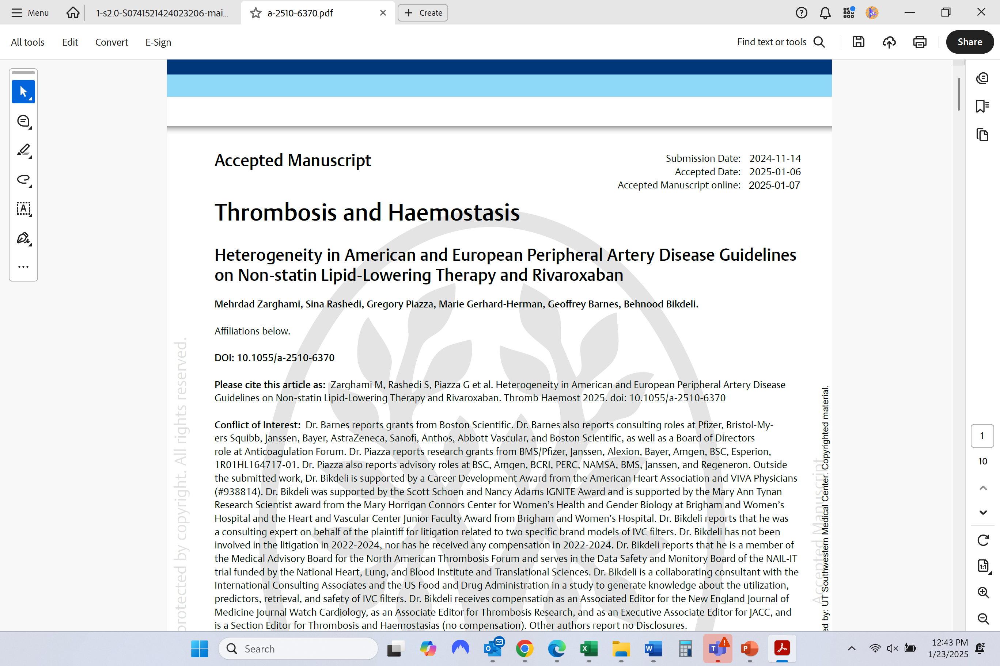 Menu
1-s2.0-S0741521424023206-mai...
a-2510-6370.pdf
Create
All tools
Edit
Convert
E-Sign
Find text or tools
Share
Accepted Manuscript
Submission Date: 2024-11-14
Accepted Date: 2025-01-06
Accepted Manuscript online: 2025-01-07
Thrombosis and Haemostasis
Heterogeneity in American and European Peripheral Artery Disease Guidelines
on Non-statin Lipid-Lowering Therapy and Rivaroxaban
Mehrdad Zarghami, Sina Rashedi, Gregory Piazza, Marie Gerhard-Herman, Geoffrey Barnes, Behnood Bikdeli.
Affiliations below.
DOI: 10.1055/a-2510-6370
Please cite this article as: Zarghami M, Rashedi S, Piazza G et al. Heterogeneity in American and European Peripheral Artery Disease
Guidelines on Non-statin Lipid-Lowering Therapy and Rivaroxaban. Thromb Haemost 2025. doi: 10.1055/a-2510-6370
Conflict of Interest: Dr. Barnes reports grants from Boston Scientific. Dr. Barnes also reports consulting roles at Pfizer, Bristol-My-
ers Squibb, Janssen, Bayer, AstraZeneca, Sanofi, Anthos, Abbott Vascular, and Boston Scientific, as well as a Board of Directors
role at Anticoagulation Forum. Dr. Piazza reports research grants from BMS/Pfizer, Janssen, Alexion, Bayer, Amgen, BSC, Esperion,
1R01HL164717-01. Dr. Piazza also reports advisory roles at BSC, Amgen, BCRI, PERC, NAMSA, BMS, Janssen, and Regeneron. Outside
the submitted work, Dr. Bikdeli is supported by a Career Development Award from the American Heart Association and VIVA Physicians
(#938814). Dr. Bikdeli was supported by the Scott Schoen and Nancy Adams IGNITE Award and is supported by the Mary Ann Tynan
Research Scientist award from the Mary Horrigan Connors Center for Women’s Health and Gender Biology at Brigham and Women’s
Hospital and the Heart and Vascular Center Junior Faculty Award from Brigham and Women’s Hospital. Dr. Bikdeli reports that he was
a consulting expert on behalf of the plaintiff for litigation related to two specific brand models of IVC filters. Dr. Bikdeli has not been
involved in the litigation in 2022-2024, nor has he received any compensation in 2022-2024. Dr. Bikdeli reports that he is a member of
the Medical Advisory Board for the North American Thrombosis Forum and serves in the Data Safety and Monitory Board of the NAIL-IT
trial funded by the National Heart, Lung, and Blood Institute and Translational Sciences. Dr. Bikdeli is a collaborating consultant with the
International Consulting Associates and the US Food and Drug Administration in a study to generate knowledge about the utilization,
predictors, retrieval, and safety of IVC filters. Dr. Bikdeli receives compensation as an Associated Editor for the New England Journal of
Medicine Journal Watch Cardiology, as an Associate Editor for Thrombosis Research, and as an Executive Associate Editor for JACC, and
is a Section Editor for Thrombosis and Haemostasias (no compensation). Other authors report no Disclosures.
rotected by copyright. All rights reserved.
Accepted Manuscript
ed by: UT Southwestern Medical Center. Copyrighted material.
1
10
1:1
Search
12:43 PM
1/23/2025